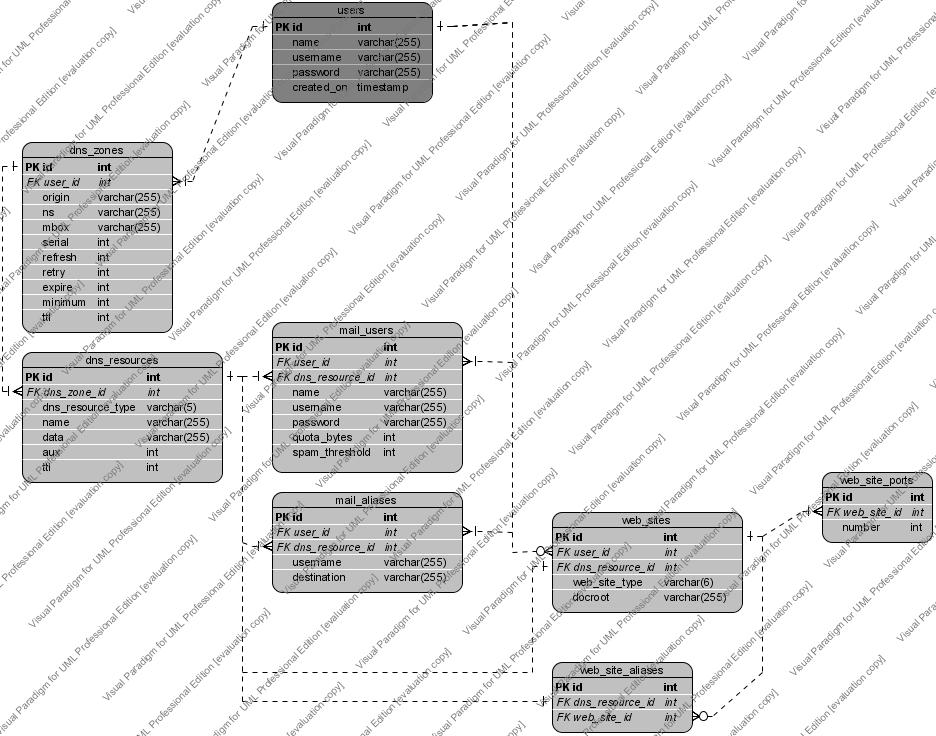 users
PK id int
name varchar(255)
username varchar(255)
password varchar(255)
created_on timestamp
dns_zones
PK id int
FK user_id int
origin varchar(255)
ns varchar(255)
mbox varchar(255)
serial int
refresh int
retry int
expire int
minimum int
ttl int
dns_resources
PK id int
FK dns_zone_id int
dns_resource_type varchar(5)
name varchar(255)
data varchar(255)
aux int
ttl int
mail_users
PK id int
FK user_id int
FK dns_resource_id int
name varchar(255)
username varchar(255)
password varchar(255)
quota_bytes int
spam_threshold int
mail_aliases
PK id int
FK user_id int
FK dns_resource_id int
username varchar(255)
destination varchar(255)
web_sites
PK id int
FK user_id int
FK dns_resource_id int
web_site_type varchar(6)
docroot varchar(255)
web_site_ports
PK id int
FK web_site_id int
number int
web_site_aliases
PK id int
FK dns_resource_id int
FK web_site_id int
Visual Paradigm for UML Professional Edition [evaluation copy]